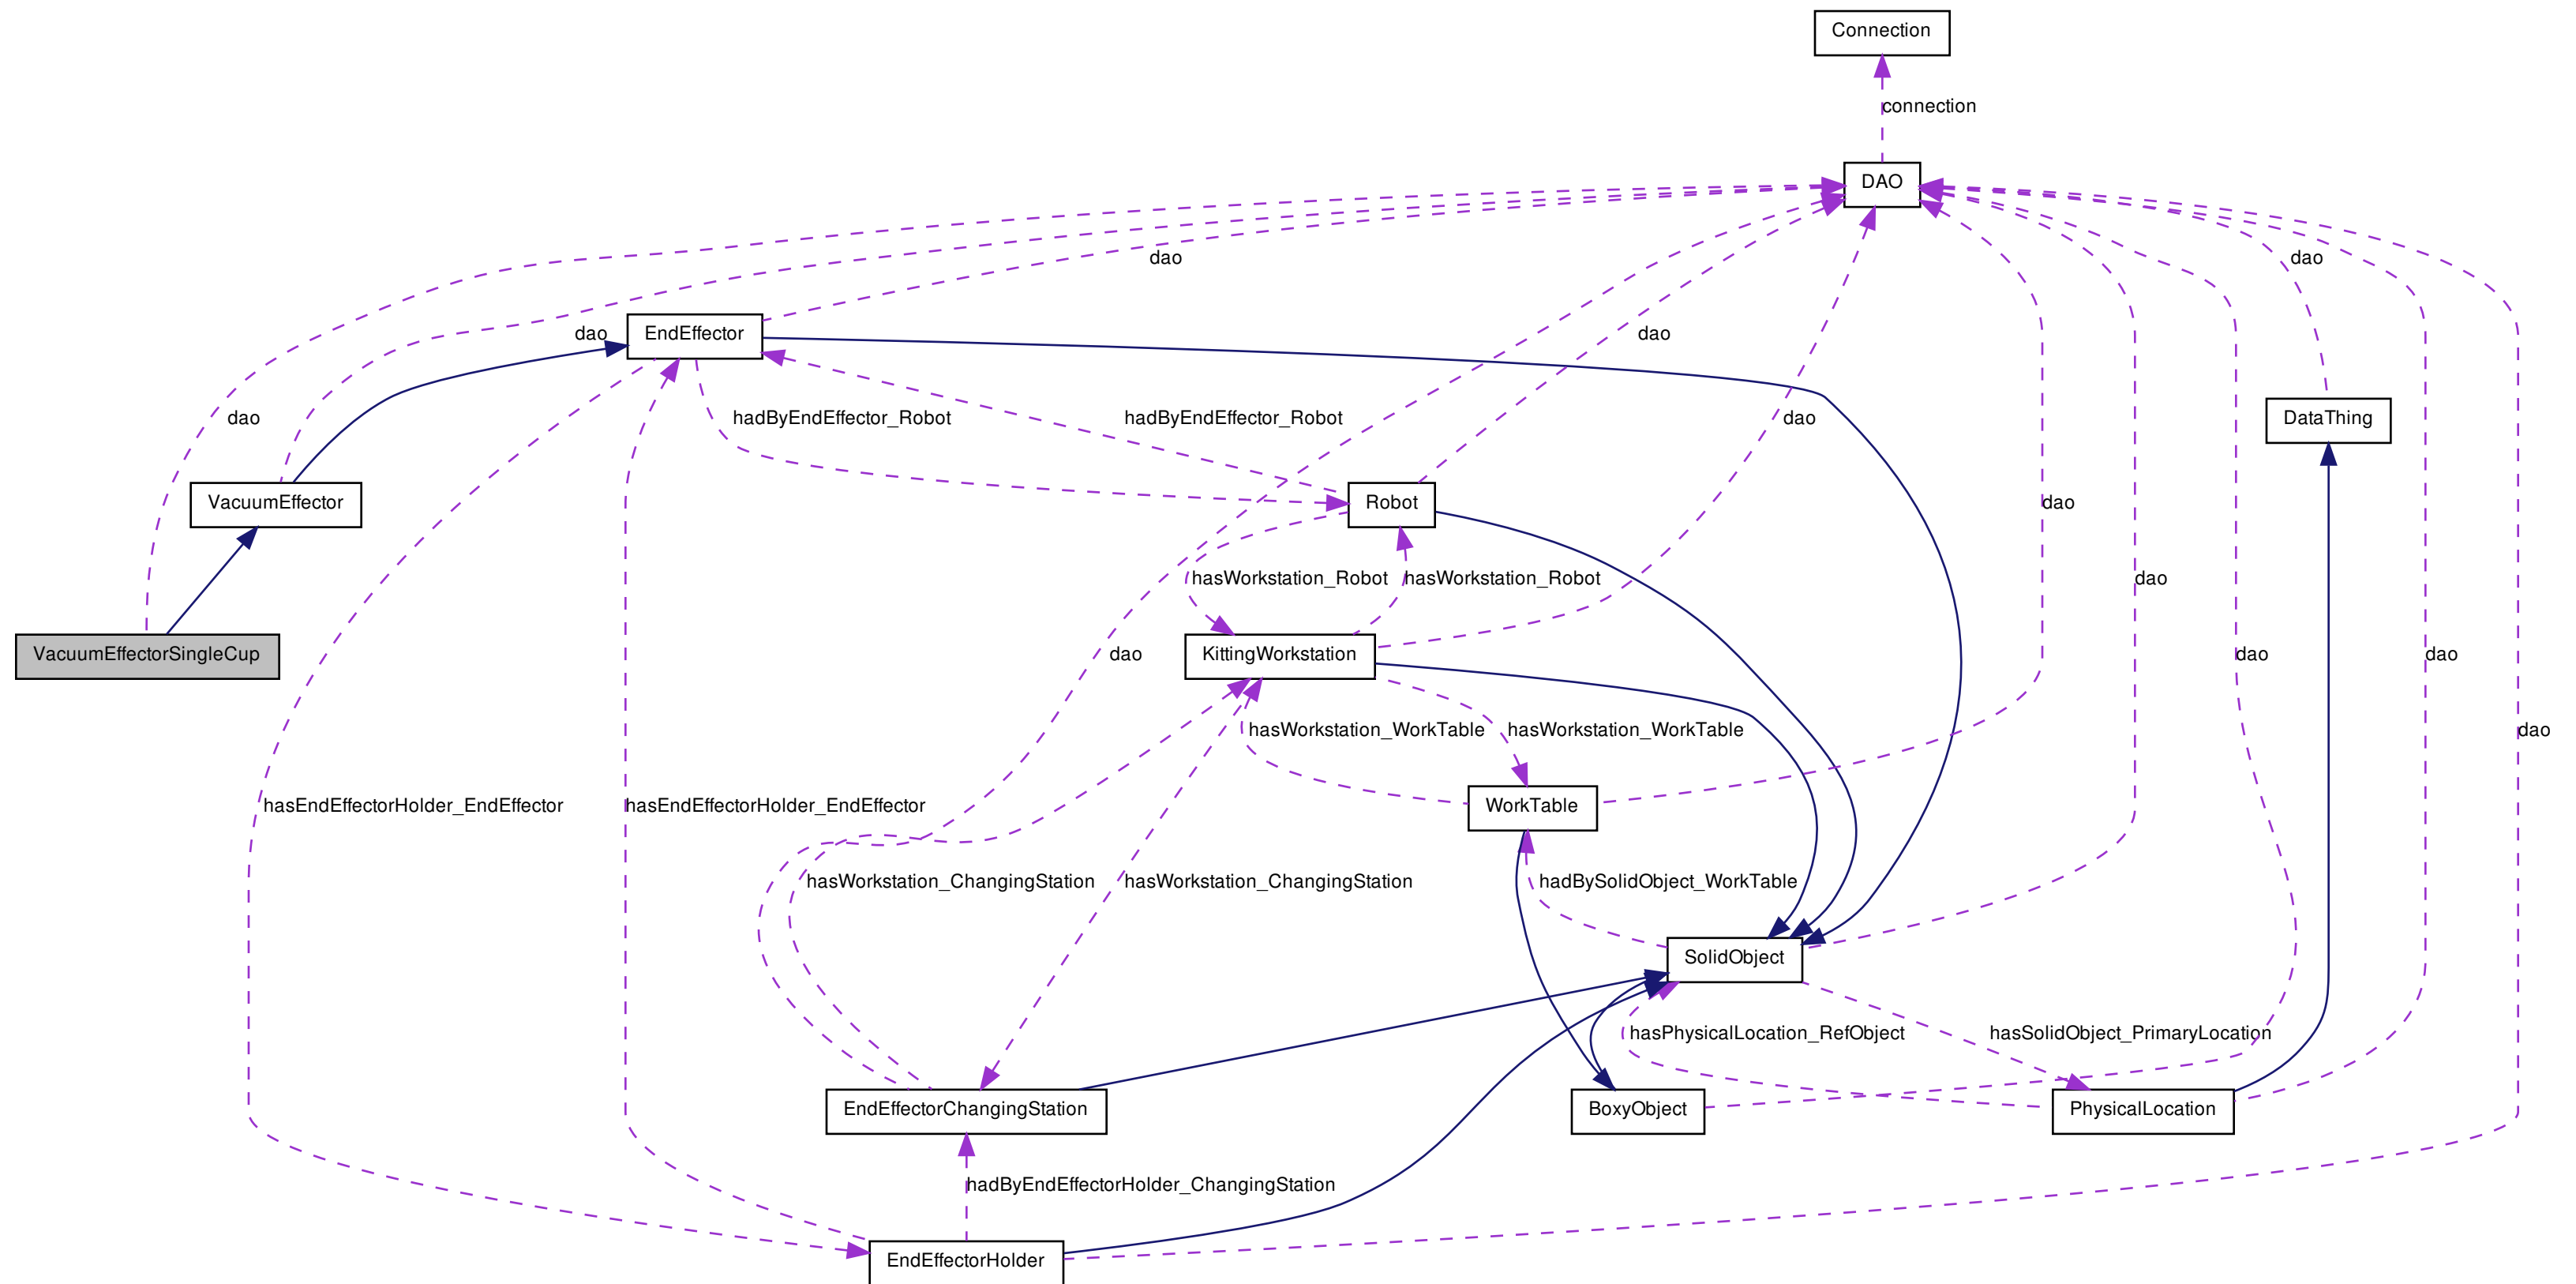 Connection
connection
DAO
dao
dao
EndEffector
dao
dao
dao
hadByEndEffector_Robot
hadByEndEffector_Robot
dao
DataThing
VacuumEffector
Robot
dao
hasWorkstation_Robot
hasWorkstation_Robot
dao
VacuumEffectorSingleCup
dao
KittingWorkstation
dao
dao
hasWorkstation_WorkTable
hasWorkstation_WorkTable
dao
hasEndEffectorHolder_EndEffector
hasEndEffectorHolder_EndEffector
WorkTable
hasWorkstation_ChangingStation
hasWorkstation_ChangingStation
hadBySolidObject_WorkTable
SolidObject
hasPhysicalLocation_RefObject
hasSolidObject_PrimaryLocation
EndEffectorChangingStation
BoxyObject
PhysicalLocation
hadByEndEffectorHolder_ChangingStation
EndEffectorHolder